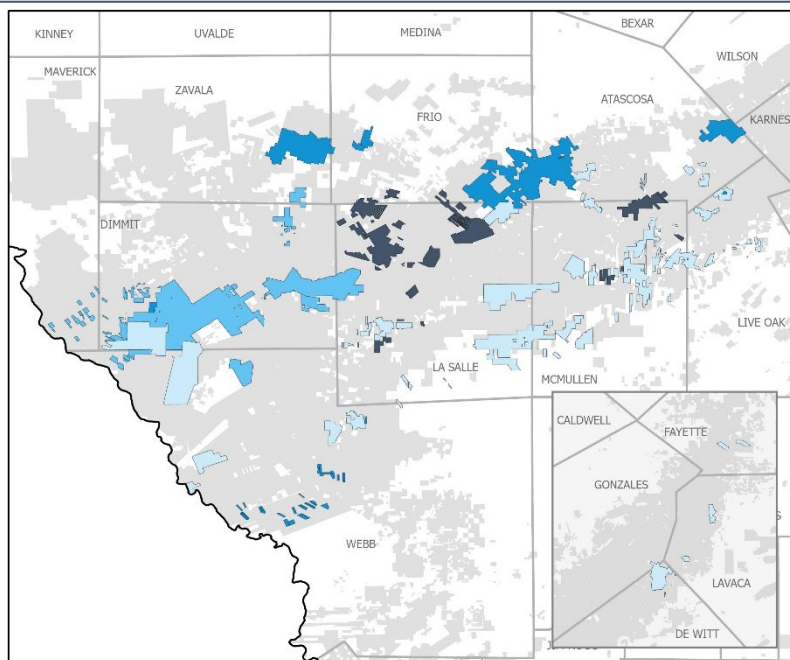 BEXAR
KINNEY
UVALDE
MEDINA
WILSON
MAVERICK
ZAVALA
ATASCOSA
FRIO
KARNES
DIMMIT
LIVE OAK
LA SALLE
MCMULLEN
CALDWELL
FAYETTE
GONZALES
S
WEBB
LAVACA
DE WITT